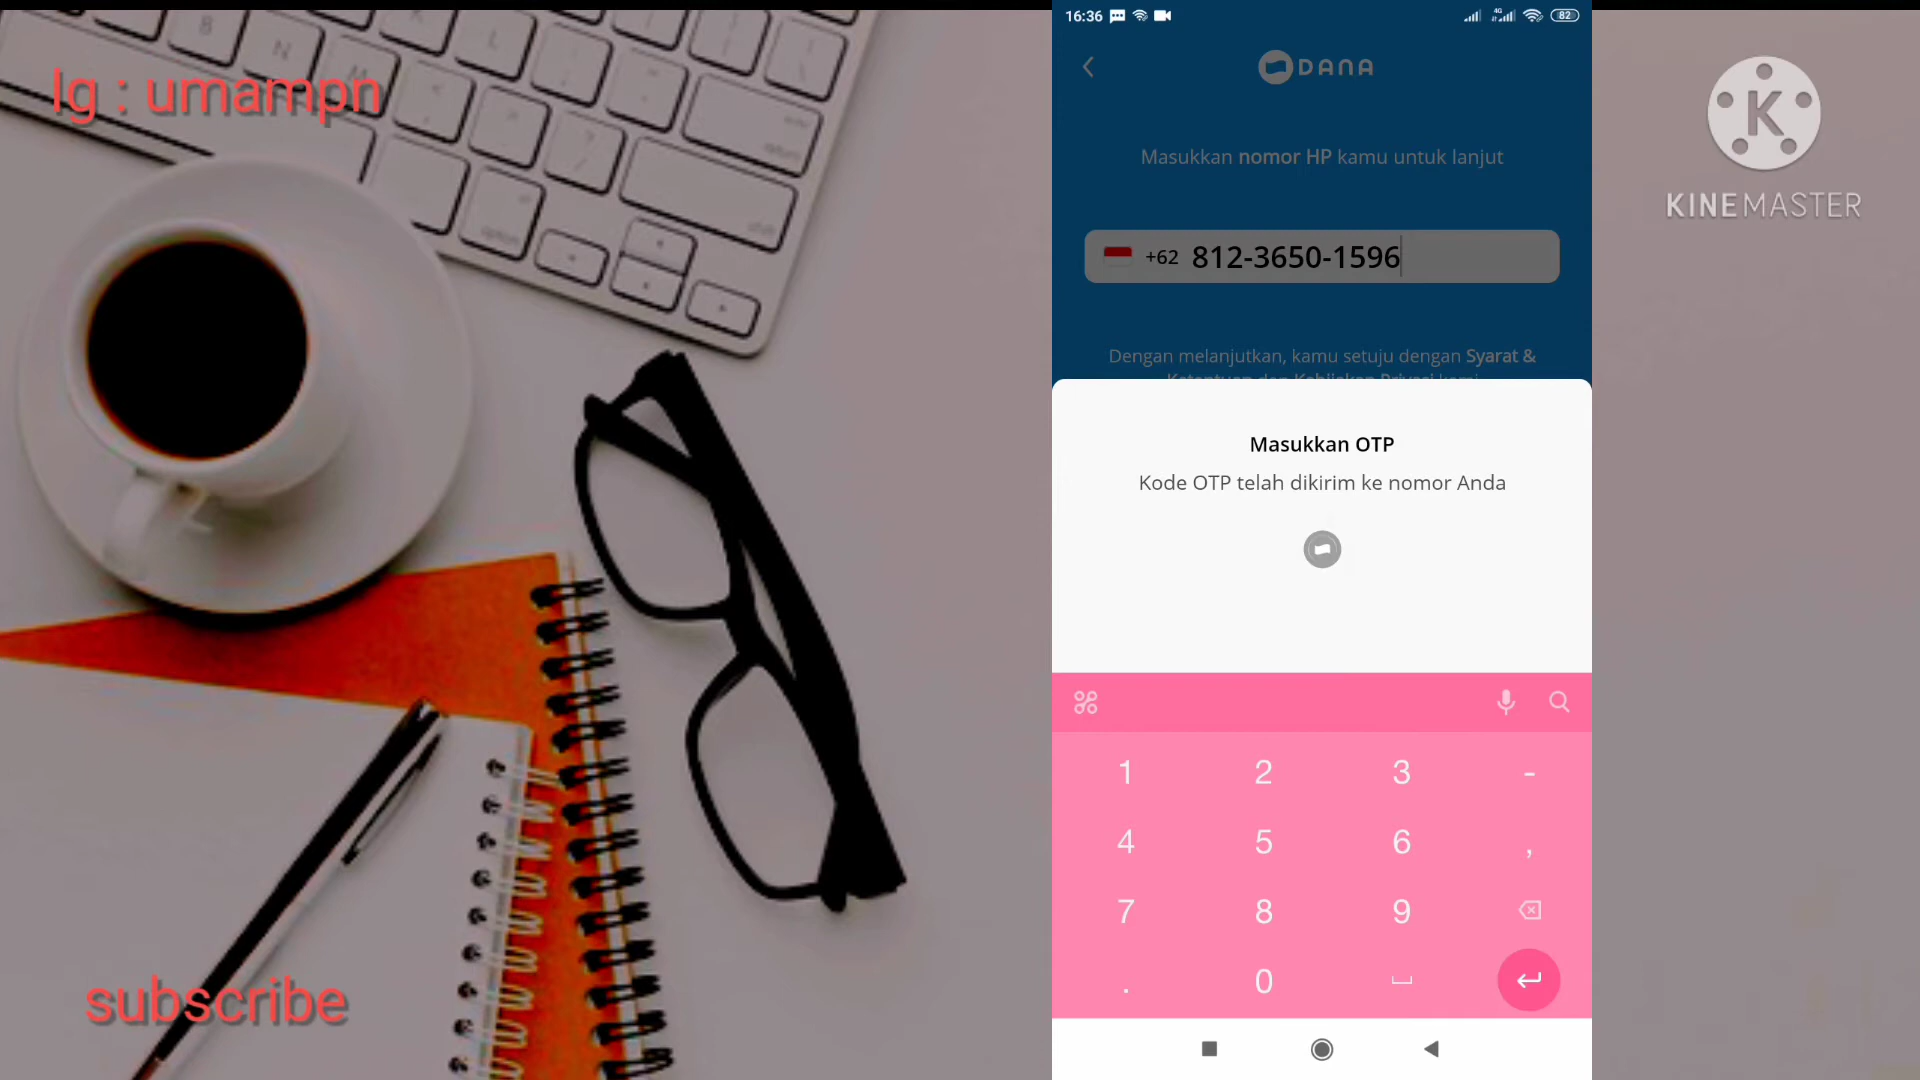 Ig : umampn
subscribe
16:36
4G
82
DANA
Masukkan nomor HP kamu untuk lanjut
+62 812-3650-1596
Dengan melanjutkan, kamu setuju dengan Syarat &
Ketentuan dan Kebijakan Privasi kami
Masukkan OTP
Kode OTP telah dikirim ke nomor Anda
1 2 3 -
4 5 6 ,
7 8 9
. 0
K
KINEMASTER